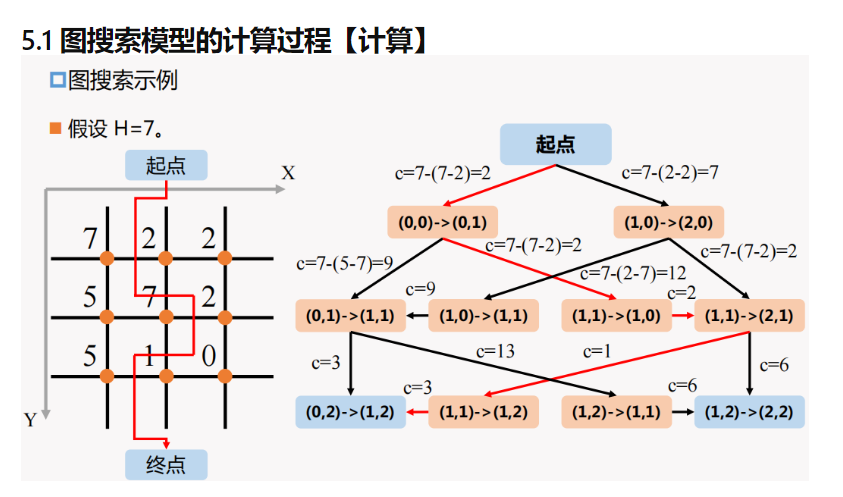 5.1 图搜索模型的计算过程【计算】
图搜索示例
假设 H=7。
起点
X
7 2 2
5 7 2
5 1 0
Y
终点
起点
c=7-(7-2)=2
c=7-(2-2)=7
(0,0)->(0,1)
(1,0)->(2,0)
c=7-(5-7)=9
c=7-(7-2)=2
c=7-(2-7)=12
c=7-(7-2)=2
c=9
c=2
(0,1)->(1,1)
(1,0)->(1,1)
(1,1)->(1,0)
(1,1)->(2,1)
c=3
c=13
c=1
c=6
c=3
c=6
(0,2)->(1,2)
(1,1)->(1,2)
(1,2)->(1,1)
(1,2)->(2,2)